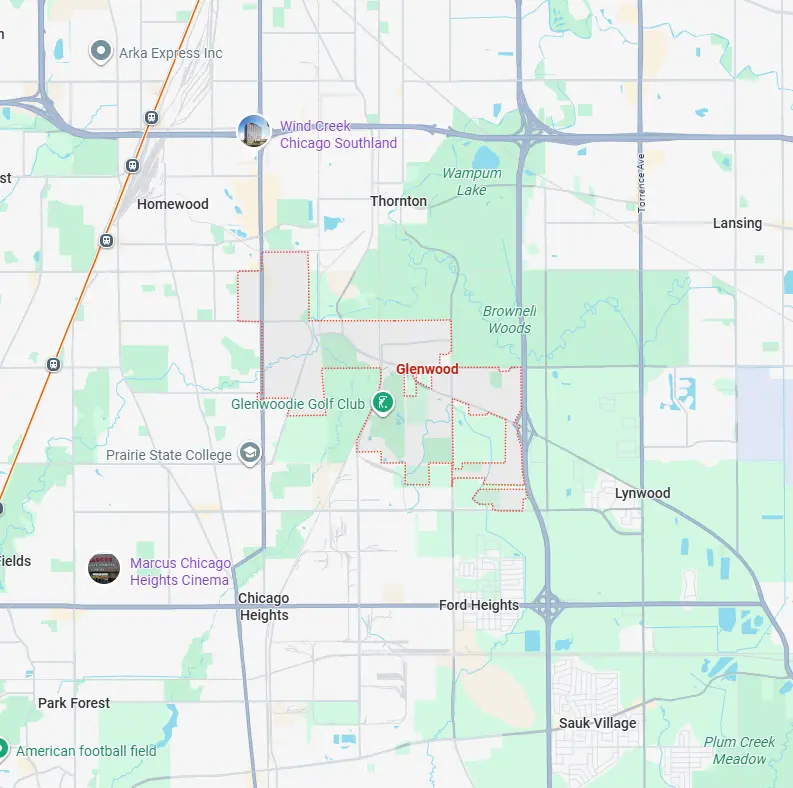 Arka Express Inc
Wind Creek
Chicago Southland
Wampum
Lake
Torrence Ave
Homewood
Thornton
Lansing
Brownell
Woods
Glenwood
Glenwoodie Golf Club
Prairie State College
Lynwood
Marcus Chicago
Heights Cinema
Chicago
Heights
Ford Heights
Park Forest
Sauk Village
American football field
Plum Creek
Meadow